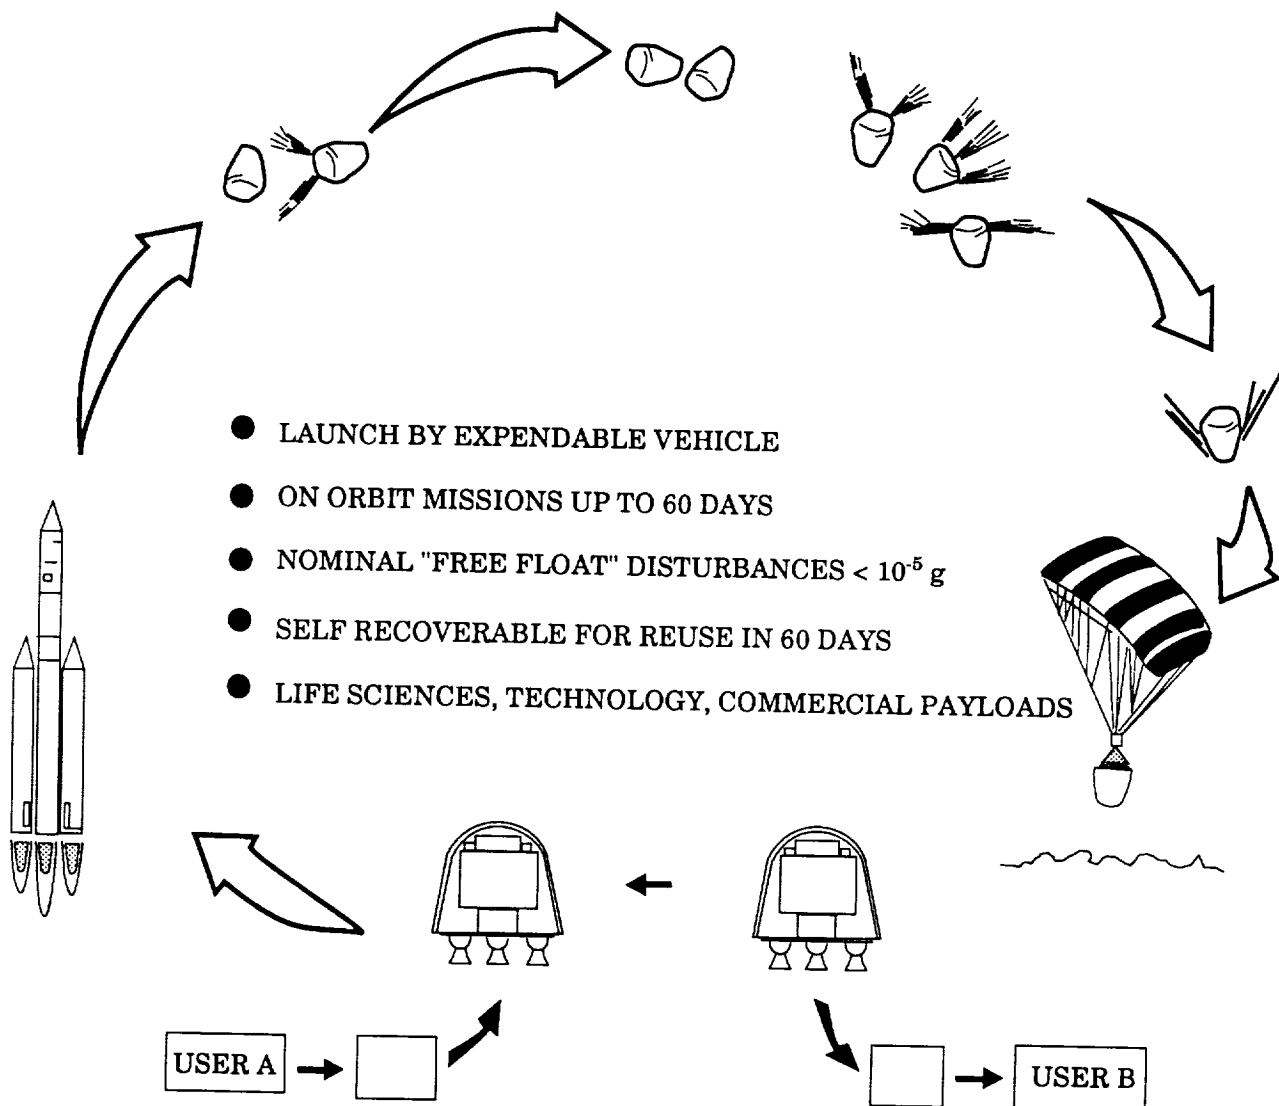 LAUNCH BY EXPENDABLE VEHICLE
ON ORBIT MISSIONS UP TO 60 DAYS
NOMINAL "FREE FLOAT" DISTURBANCES < 10⁻⁵ g
SELF RECOVERABLE FOR REUSE IN 60 DAYS
LIFE SCIENCES, TECHNOLOGY, COMMERCIAL PAYLOADS
USER A
USER B